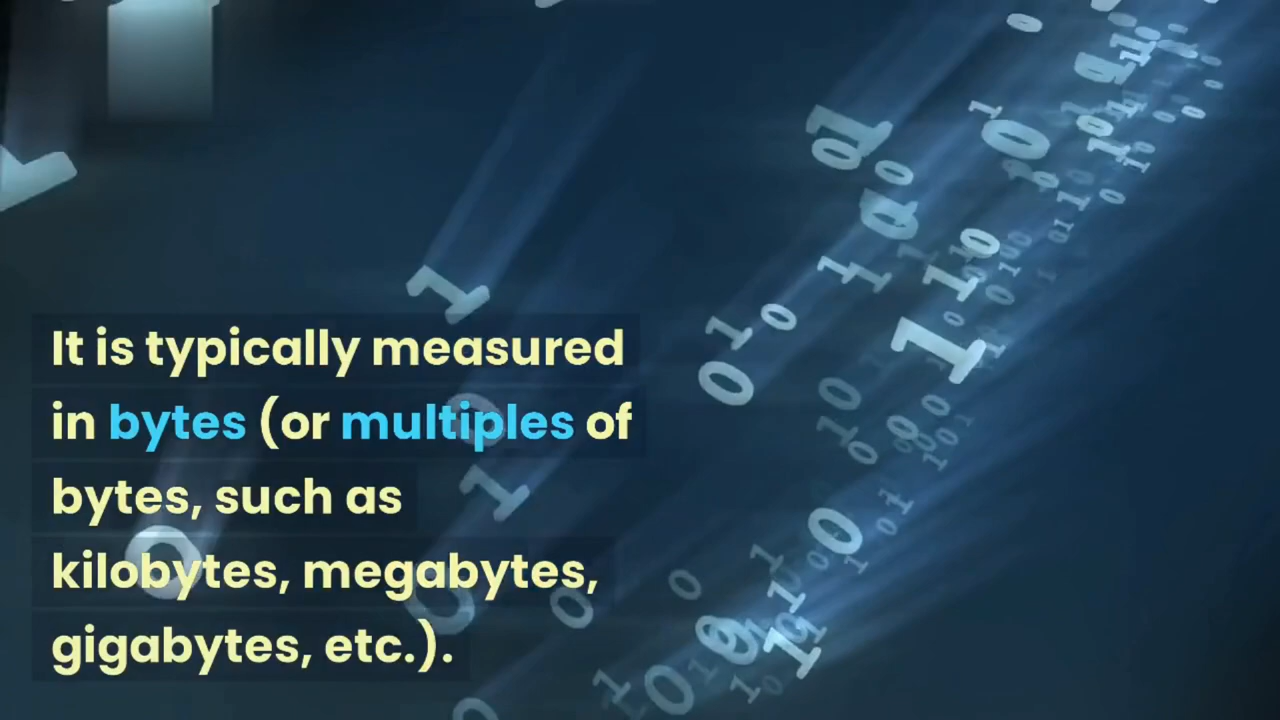 It is typically measured
in bytes (or multiples of
bytes, such as
kilobytes, megabytes,
gigabytes, etc.).